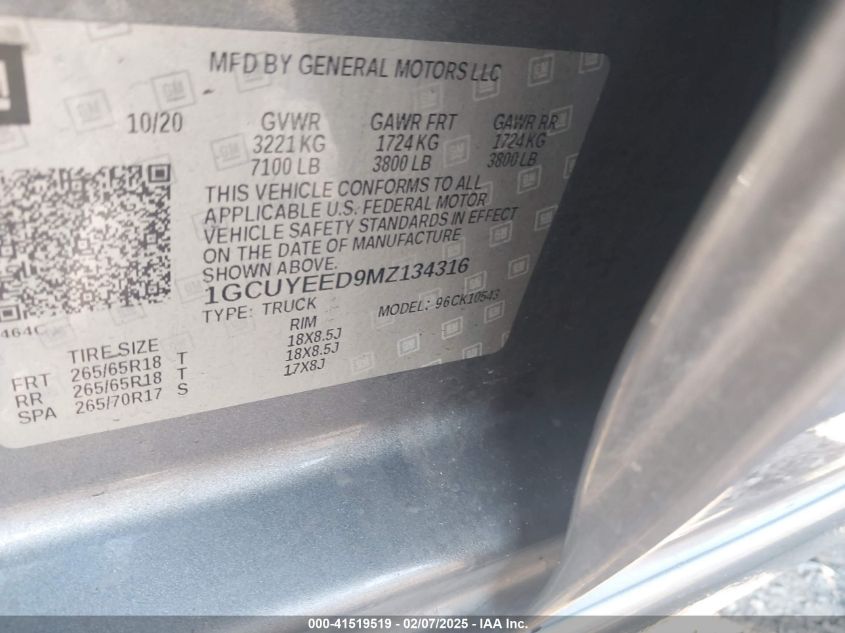 MFD BY GENERAL MOTORS LLC
10/20 GVWR GAWR FRT GAWR RR
3221 KG 1724 KG 1724 KG
7100 LB 3800 LB 3800 LB
THIS VEHICLE CONFORMS TO ALL
APPLICABLE U.S. FEDERAL MOTOR
VEHICLE SAFETY STANDARDS IN EFFECT
ON THE DATE OF MANUFACTURE
SHOWN ABOVE.
1GCUYEED9MZ134316
TYPE: TRUCK MODEL: 96CK10543
464C
TIRE SIZE RIM
FRT 265/65R18 T 18X8.5J
RR 265/65R18 T 18X8.5J
SPA 265/70R17 S 17X8J
000-41519519 - 02/07/2025 - IAA Inc.